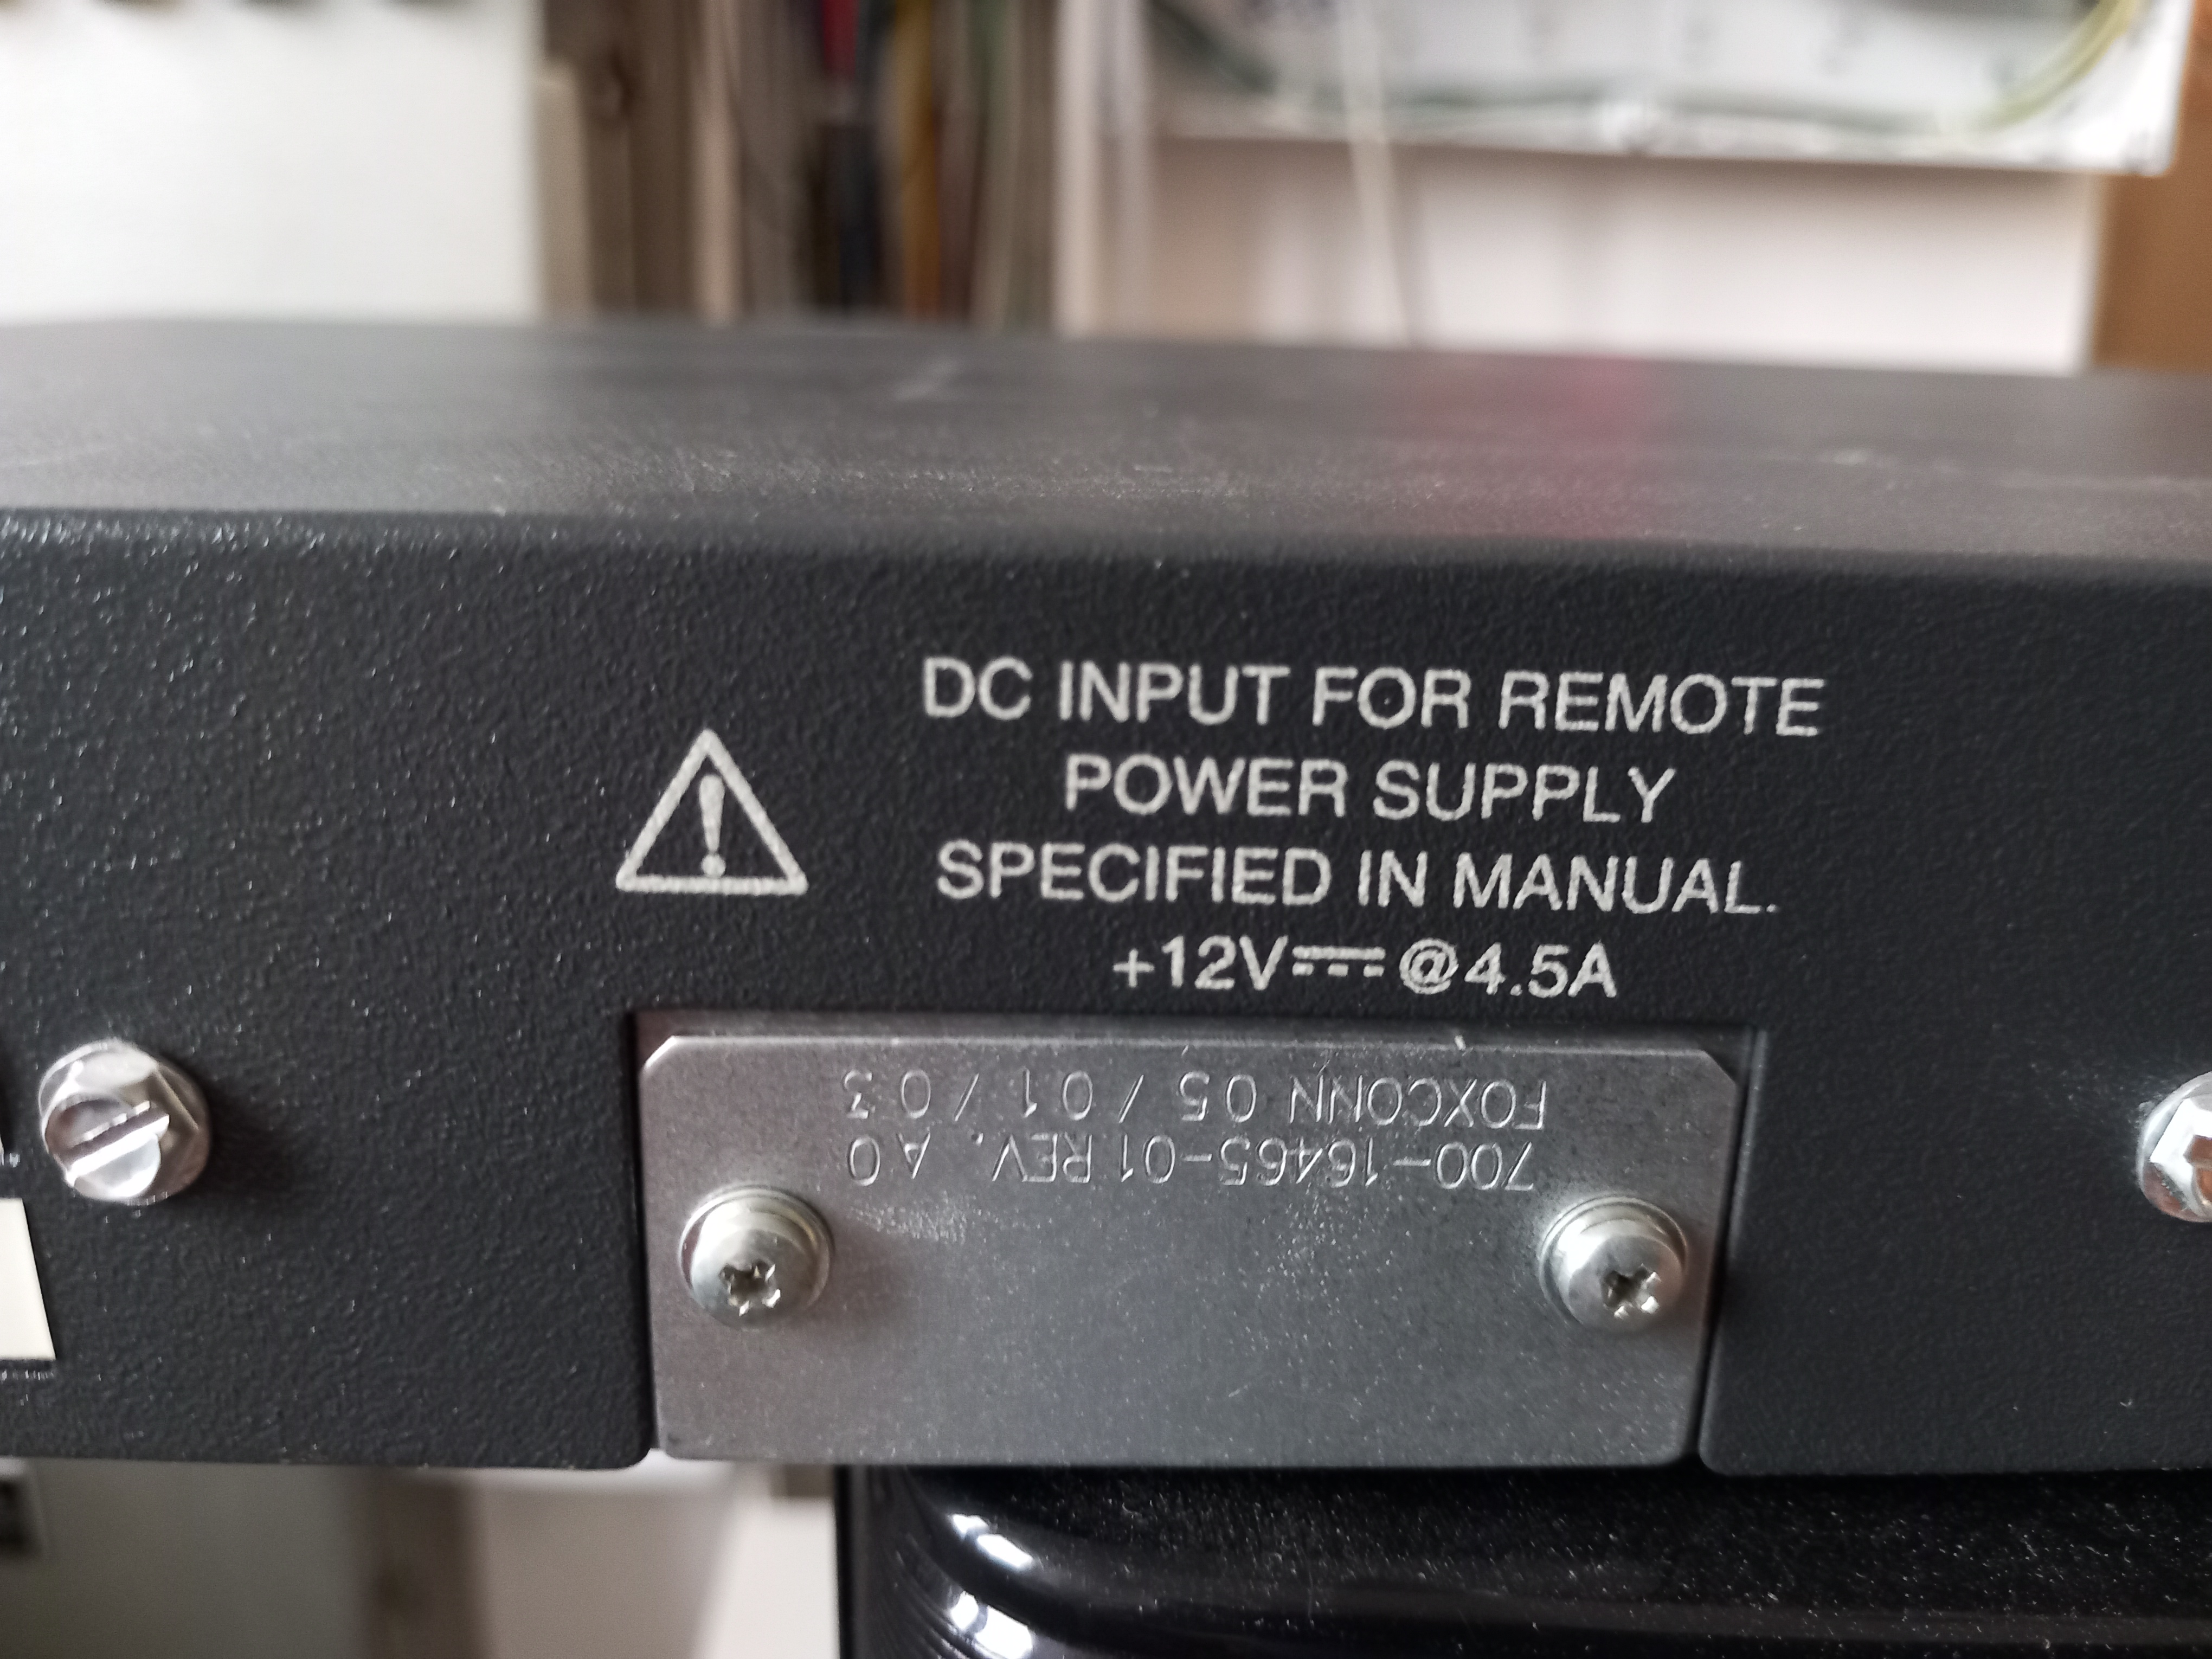 DC INPUT FOR REMOTE
POWER SUPPLY
SPECIFIED IN MANUAL.
+12V⎓@4.5A
700-16465-01 REV. A0
FOXCONN 05/01/03